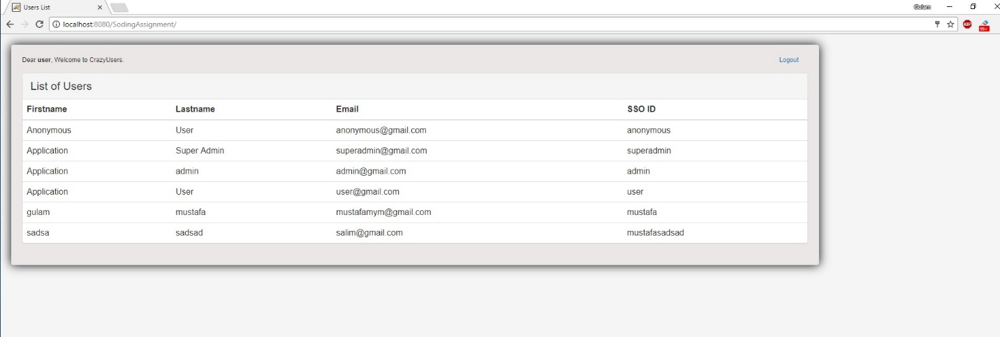 Users List
Gulam
localhost:8080/SodingAssignment/
ABP
99+
Dear user, Welcome to CrazyUsers. Logout
List of Users
Firstname Lastname Email SSO ID
Anonymous User anonymous@gmail.com anonymous
Application Super Admin superadmin@gmail.com superadmin
Application admin admin@gmail.com admin
Application User user@gmail.com user
gulam mustafa mustafamym@gmail.com mustafa
sadsa sadsad salim@gmail.com mustafasadsad